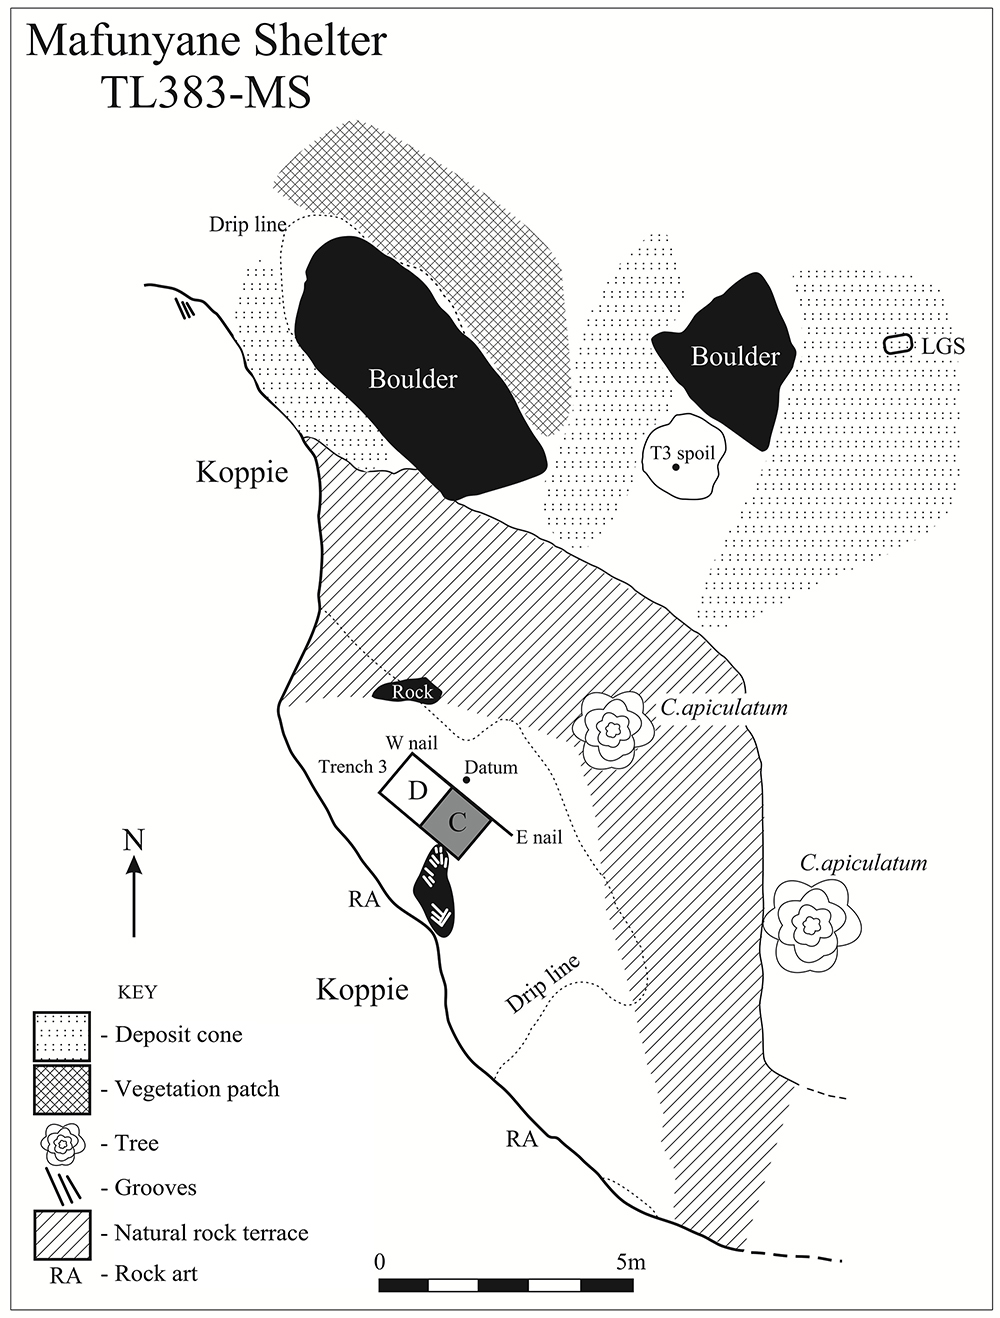 Mafunyane Shelter
TL383-MS
Drip line
Boulder
Boulder
LGS
T3 spoil
Koppie
Rock
C.apiculatum
W nail
Trench 3
Datum
D
C
E nail
N
C.apiculatum
RA
Drip line
Koppie
KEY
- Deposit cone
- Vegetation patch
- Tree
RA
- Grooves
- Natural rock terrace
RA - Rock art
0 5m